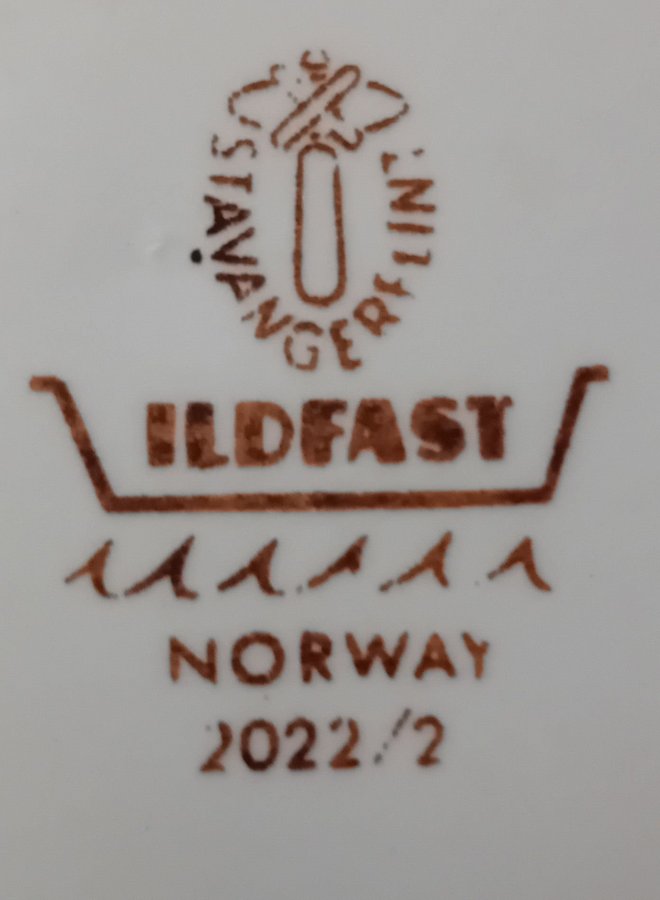 STAVANGERFLINT
ILDFAST
NORWAY
2022/2